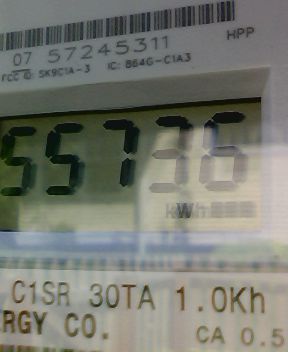 07 57245311 HPP
FCC ID: SK9C1A-3 IC: 864G-C1A3
55736
kWh
C1SR 30TA 1.0Kh
RGY CO. CA 0.5